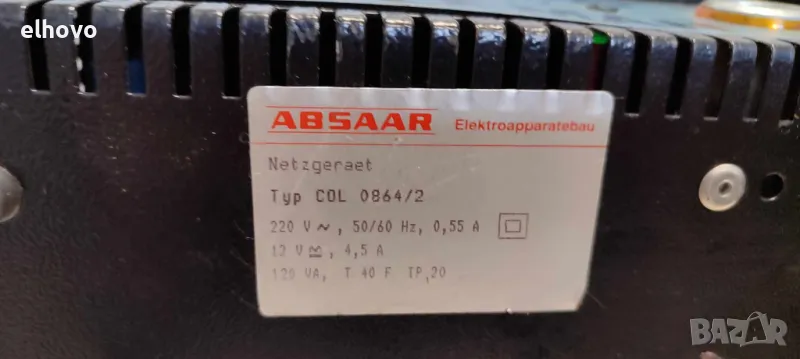 elhovo
ABSAAR Elektroapparatebau
Netzgeraet
Typ COL 0864/2
220 V ~, 50/60 Hz, 0,55 A
12 V ⎓, 4,5 A
120 VA, T 40 F IP,20
BAZAR